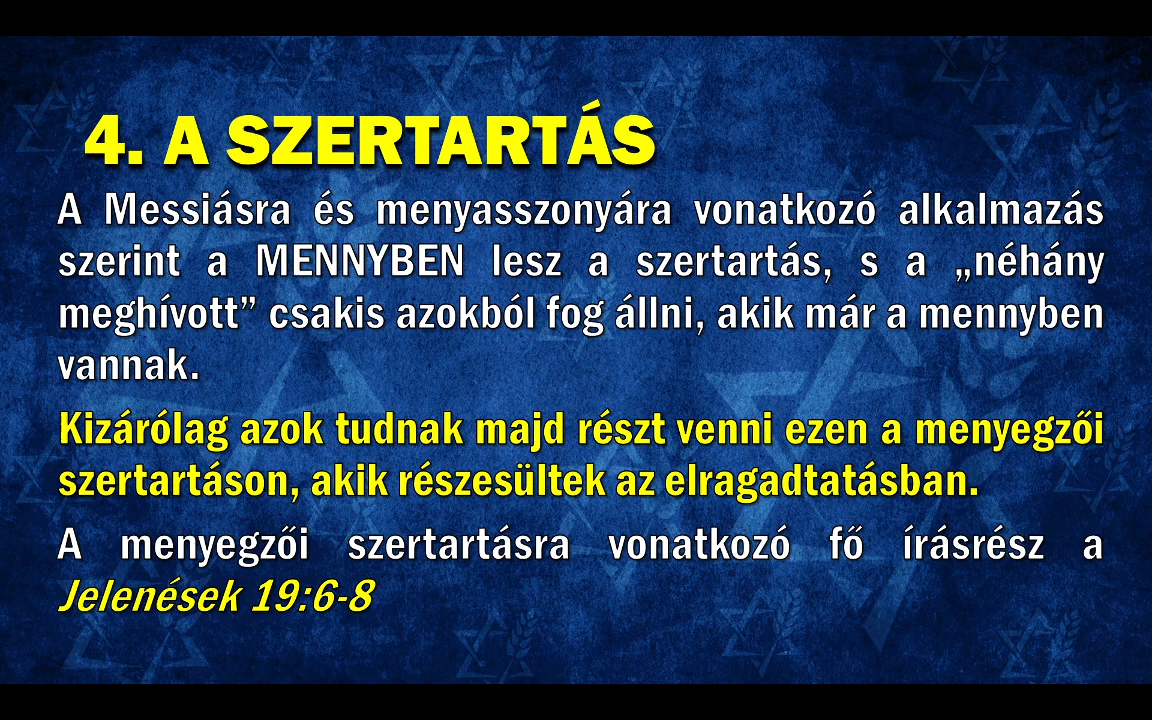 4. A SZERTARTÁS
A Messiásra és menyasszonyára vonatkozó alkalmazás
szerint a MENNYBEN lesz a szertartás, s a „néhány
meghívott” csakis azokból fog állni, akik már a mennyben
vannak.
Kizárólag azok tudnak majd részt venni ezen a menyegzői
szertartáson, akik részesültek az elragadtatásban.
A menyegzői szertartásra vonatkozó fő írásrész a
Jelenések 19:6-8